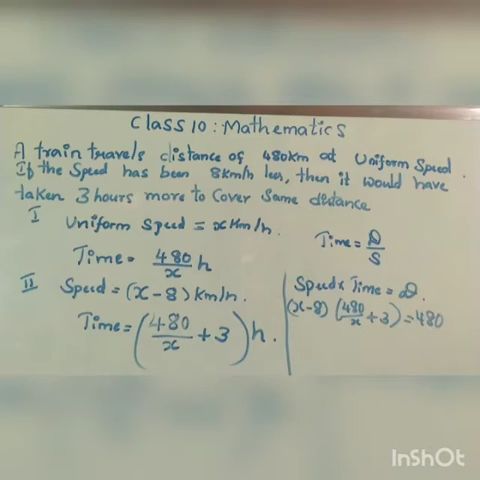 Class 10 : Mathematics
A train travels distance of 480km at Uniform Speed.
If the Speed has been 8km/h less, then it would have
taken 3 hours more to Cover Same distance
I Uniform Speed = x Km/h.
Time = 480/x h
II Speed = (x-8) Km/h.
Time = (480/x + 3) h.
Time = D/S
Speed x Time = D.
(x-8) (480/x + 3) = 480
InShOt